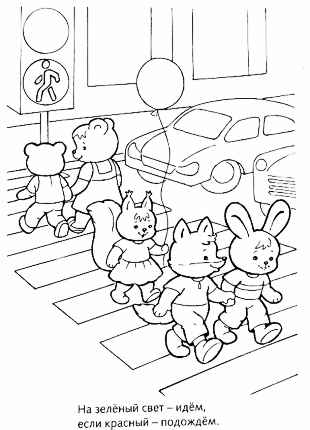 На зелёный свет – идём,
если красный – подождём.